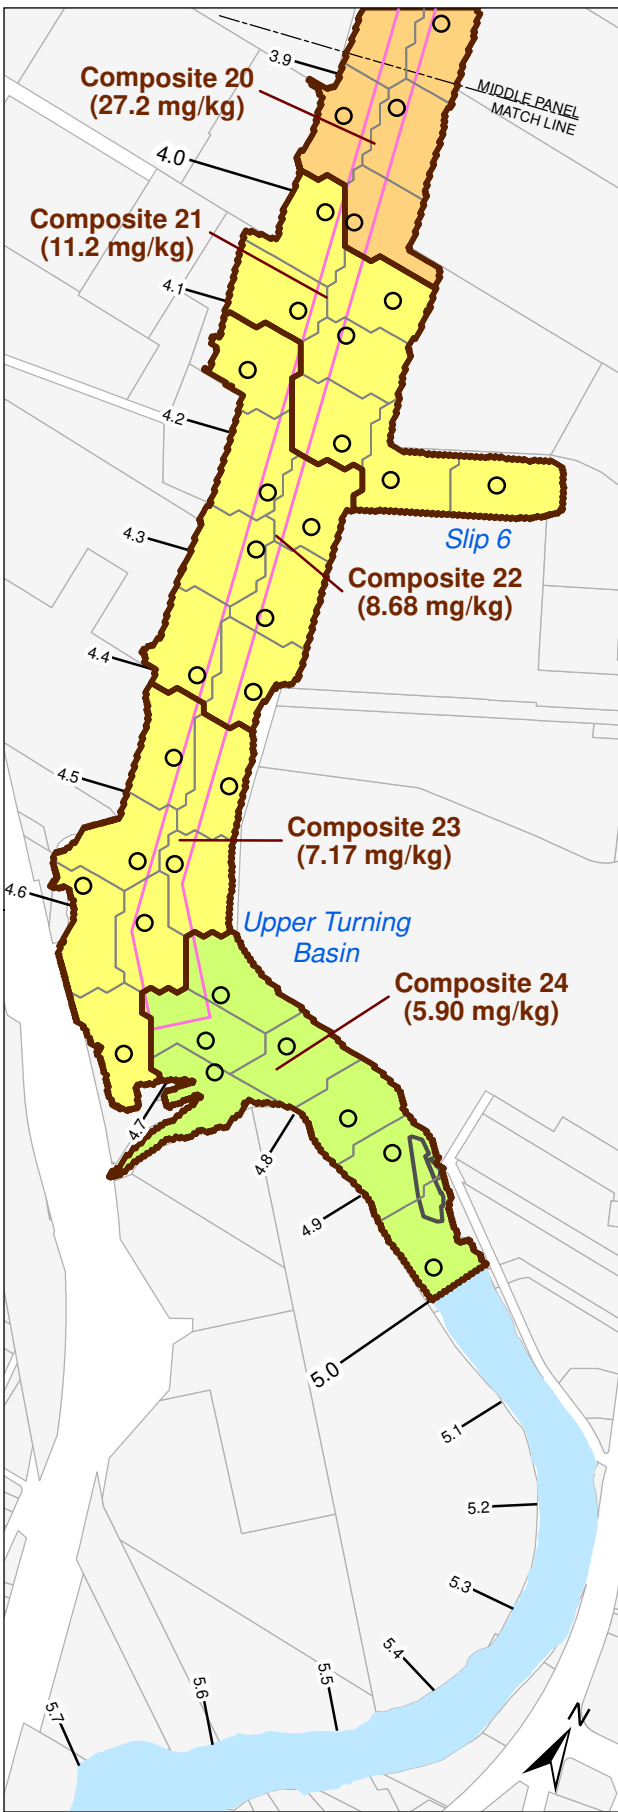 3.9
MIDDLE PANEL
MATCH LINE
Composite 20
(27.2 mg/kg)
4.0
Composite 21
(11.2 mg/kg)
4.1
4.2
4.3
Slip 6
Composite 22
(8.68 mg/kg)
4.4
4.5
Composite 23
(7.17 mg/kg)
4.6
Upper Turning
Basin
Composite 24
(5.90 mg/kg)
4.7
4.8
4.9
5.0
5.1
5.2
5.3
5.4
5.5
5.6
5.7
N